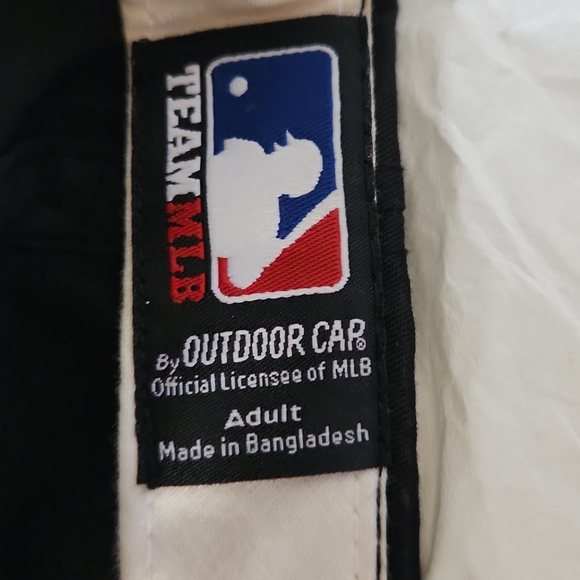 TEAM MLB
By OUTDOOR CAP®
Official Licensee of MLB
Adult
Made in Bangladesh